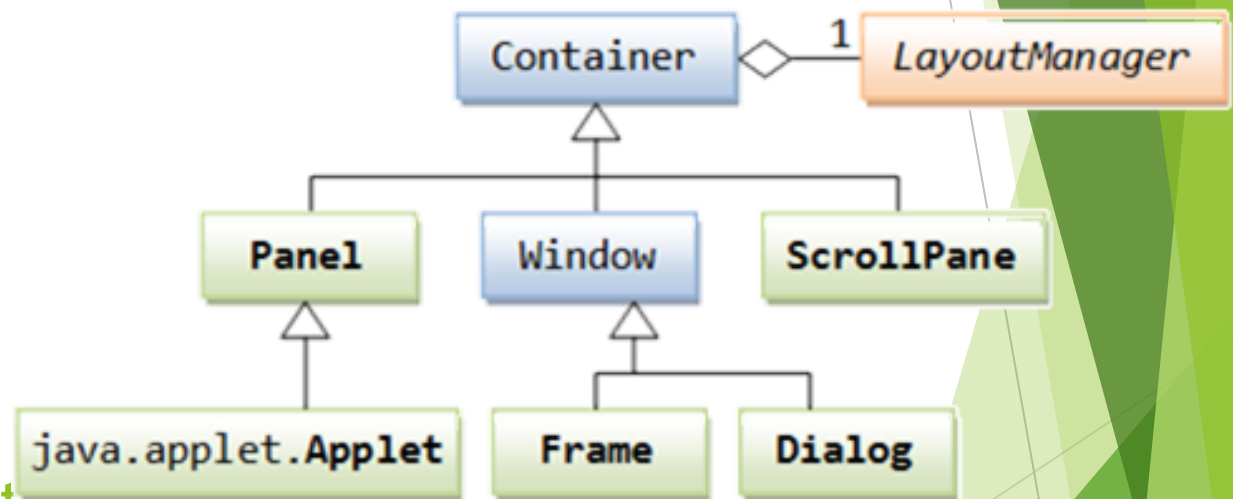 Container
1
LayoutManager
Panel
Window
ScrollPane
java.applet.Applet
Frame
Dialog